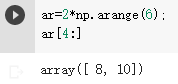 ar=2*np.arange(6);
ar[4:]
array([ 8, 10])